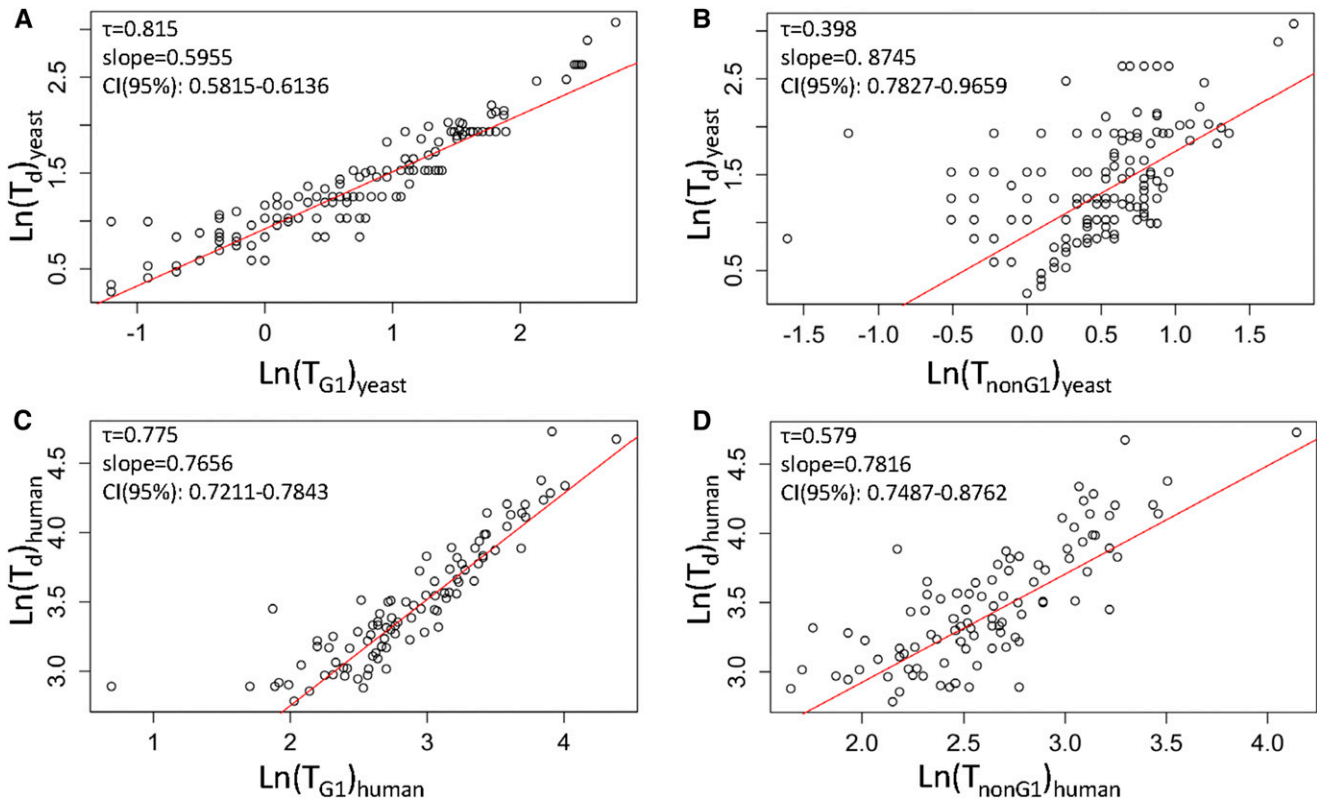 A
τ=0.815
slope=0.5955
CI(95%): 0.5815-0.6136
Ln(Td)yeast
0.5 1.5 2.5
-1 0 1 2
Ln(TG1)yeast
B
τ=0.398
slope=0. 8745
CI(95%): 0.7827-0.9659
Ln(Td)yeast
0.5 1.5 2.5
-1.5 -1.0 -0.5 0.0 0.5 1.0 1.5
Ln(TnonG1)yeast
C
τ=0.775
slope=0.7656
CI(95%): 0.7211-0.7843
Ln(Td)human
3.0 3.5 4.0 4.5
1 2 3 4
Ln(TG1)human
D
τ=0.579
slope=0.7816
CI(95%): 0.7487-0.8762
Ln(Td)human
3.0 3.5 4.0 4.5
2.0 2.5 3.0 3.5 4.0
Ln(TnonG1)human